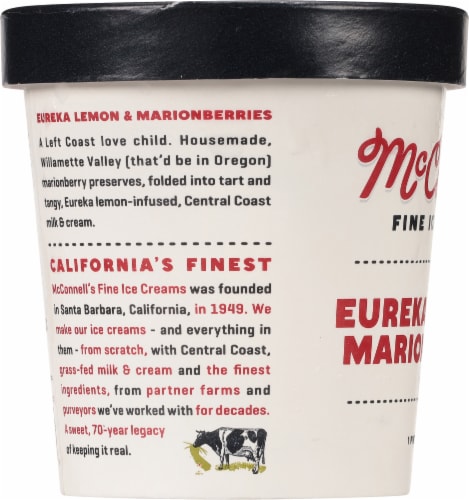 EUREKA LEMON & MARIONBERRIES
A Left Coast love child. Housemade,
Willamette Valley (that'd be in Oregon)
marionberry preserves, folded into tart and
tangy, Eureka lemon-infused, Central Coast
milk & cream.
CALIFORNIA'S FINEST
McConnell's Fine Ice Creams was founded
in Santa Barbara, California, in 1949. We
make our ice creams - and everything in
them - from scratch, with Central Coast,
grass-fed milk & cream and the finest
ingredients, from partner farms and
purveyors we've worked with for decades.
A sweet, 70-year legacy
of keeping it real.
McC
FINE IC
EUREKA
MARION
1 P